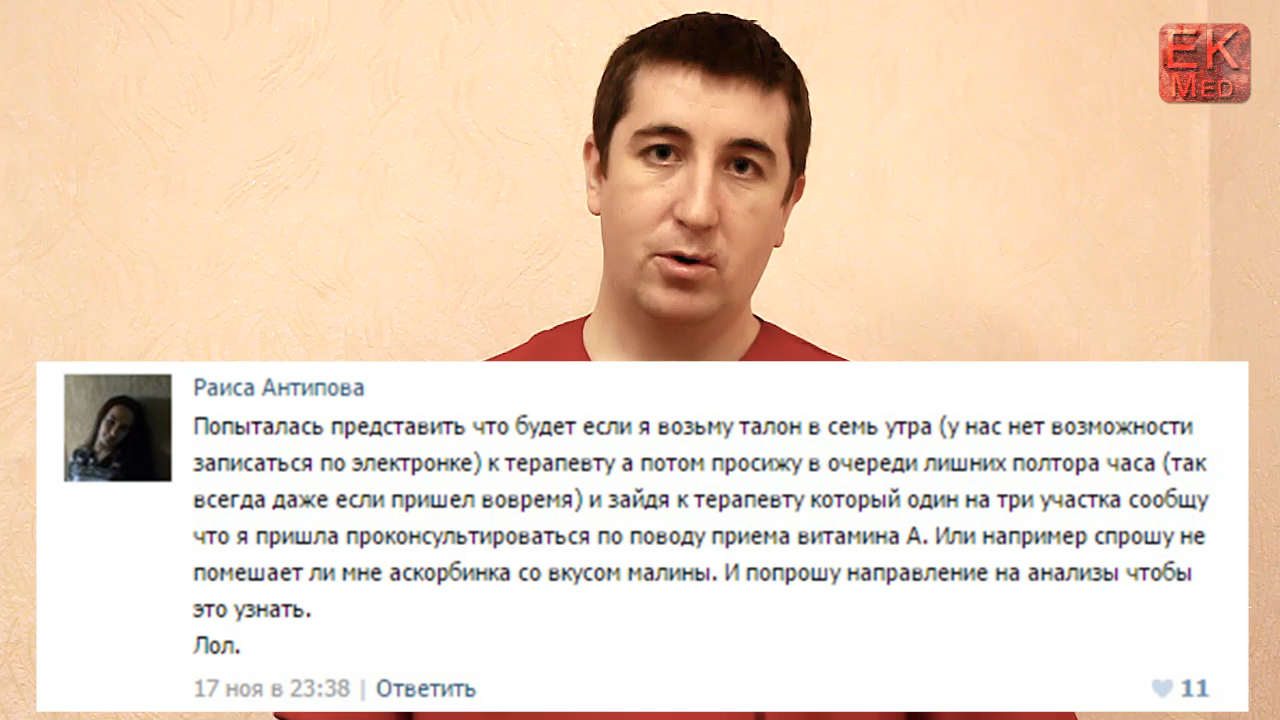 EK
MED
Раиса Антипова
Попыталась представить что будет если я возьму талон в семь утра (у нас нет возможности
записаться по электронке) к терапевту а потом просижу в очереди лишних полтора часа (так
всегда даже если пришел вовремя) и зайдя к терапевту который один на три участка сообщу
что я пришла проконсультироваться по поводу приема витамина А. Или например спрошу не
помешает ли мне аскорбинка со вкусом малины. И попрошу направление на анализы чтобы
это узнать.
Лол.
17 ноя в 23:38 | Ответить
11